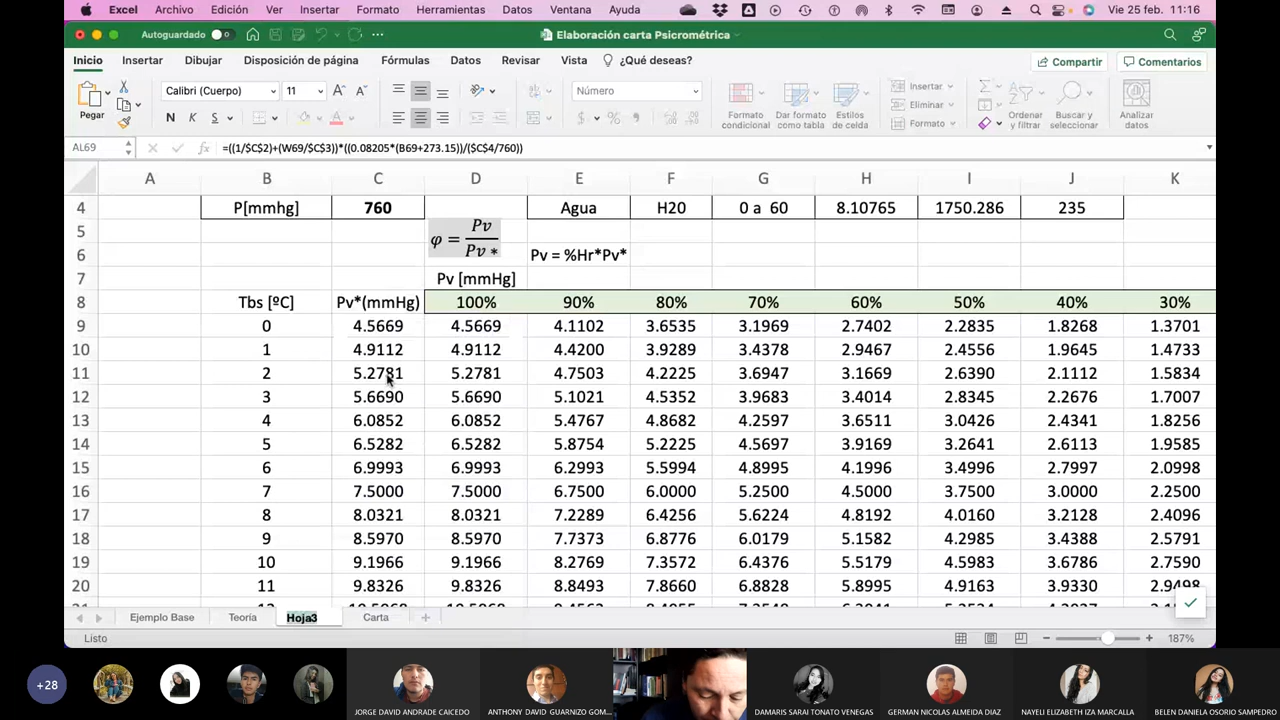 Excel Archivo Edición Ver Insertar Formato Herramientas Datos Ventana Ayuda Vie 25 feb. 11:16
Autoguardado Elaboración carta Psicrométrica
Inicio Insertar Dibujar Disposición de página Fórmulas Datos Revisar Vista ¿Qué deseas? Compartir Comentarios
Pegar Calibri (Cuerpo) 11 Número Formato condicional Dar formato como tabla Estilos de celda Insertar Eliminar Formato Ordenar y filtrar Buscar y seleccionar Analizar datos
N K S
AL69 fx =((1/$C$2)+(W69/$C$3))*((0.08205*(B69+273.15))/($C$4/760))
A B C D E F G H I J K
4 P[mmhg] 760 Agua H20 0 a 60 8.10765 1750.286 235
5 φ = Pv / Pv *
6 Pv = %Hr*Pv*
7 Pv [mmHg]
8 Tbs [ºC] Pv*(mmHg) 100% 90% 80% 70% 60% 50% 40% 30%
9 0 4.5669 4.5669 4.1102 3.6535 3.1969 2.7402 2.2835 1.8268 1.3701
10 1 4.9112 4.9112 4.4200 3.9289 3.4378 2.9467 2.4556 1.9645 1.4733
11 2 5.2781 5.2781 4.7503 4.2225 3.6947 3.1669 2.6390 2.1112 1.5834
12 3 5.6690 5.6690 5.1021 4.5352 3.9683 3.4014 2.8345 2.2676 1.7007
13 4 6.0852 6.0852 5.4767 4.8682 4.2597 3.6511 3.0426 2.4341 1.8256
14 5 6.5282 6.5282 5.8754 5.2225 4.5697 3.9169 3.2641 2.6113 1.9585
15 6 6.9993 6.9993 6.2993 5.5994 4.8995 4.1996 3.4996 2.7997 2.0998
16 7 7.5000 7.5000 6.7500 6.0000 5.2500 4.5000 3.7500 3.0000 2.2500
17 8 8.0321 8.0321 7.2289 6.4256 5.6224 4.8192 4.0160 3.2128 2.4096
18 9 8.5970 8.5970 7.7373 6.8776 6.0179 5.1582 4.2985 3.4388 2.5791
19 10 9.1966 9.1966 8.2769 7.3572 6.4376 5.5179 4.5983 3.6786 2.7590
20 11 9.8326 9.8326 8.8493 7.8660 6.8828 5.8995 4.9163 3.9330
Ejemplo Base Teoría Hoja3 Carta
Listo 187%
+28 JORGE DAVID ANDRADE CAICEDO ANTHONY DAVID GUARNIZO GOM... DAMARIS SARAI TONATO VENEGAS GERMAN NICOLAS ALMEIDA DIAZ NAYELI ELIZABETH IZA MARCALLA BELEN DANIELA OSORIO SAMPEDRO